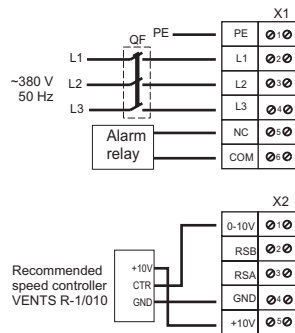 X1
QF
PE
PE 1
L1 L1 2
~380 V
50 Hz
L2 L2 3
L3 L3 4
Alarm
relay
NC 5
COM 6
X2
0-10V 1
RSB 2
RSA 3
GND 4
+10V 5
Recommended
speed controller
VENTS R-1/010
+10V
CTR
GND